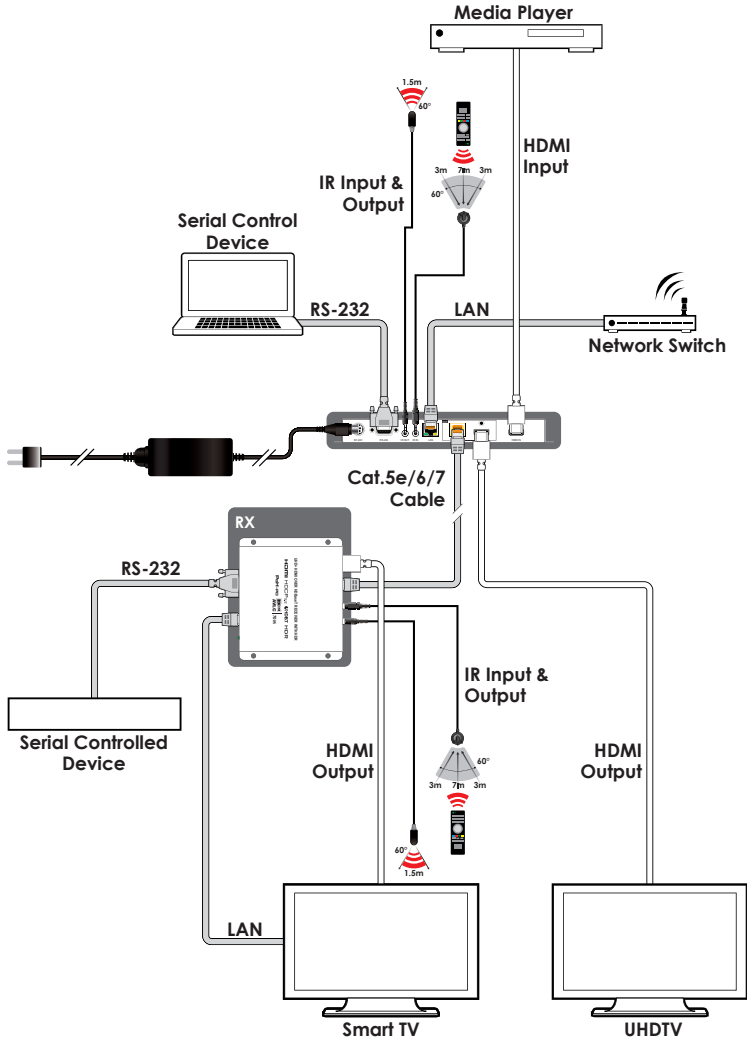 Media Player
1.5m
60°
3m 7m 3m
60°
HDMI
Input
IR Input &
Output
Serial Control
Device
RS-232
LAN
Network Switch
Cat.5e/6/7
Cable
RX
RS-232
HDMI HDCP
IR Input &
Output
Serial Controlled
Device
HDMI
Output
60°
3m 7m 3m
HDMI
Output
60°
1.5m
LAN
Smart TV
UHDTV